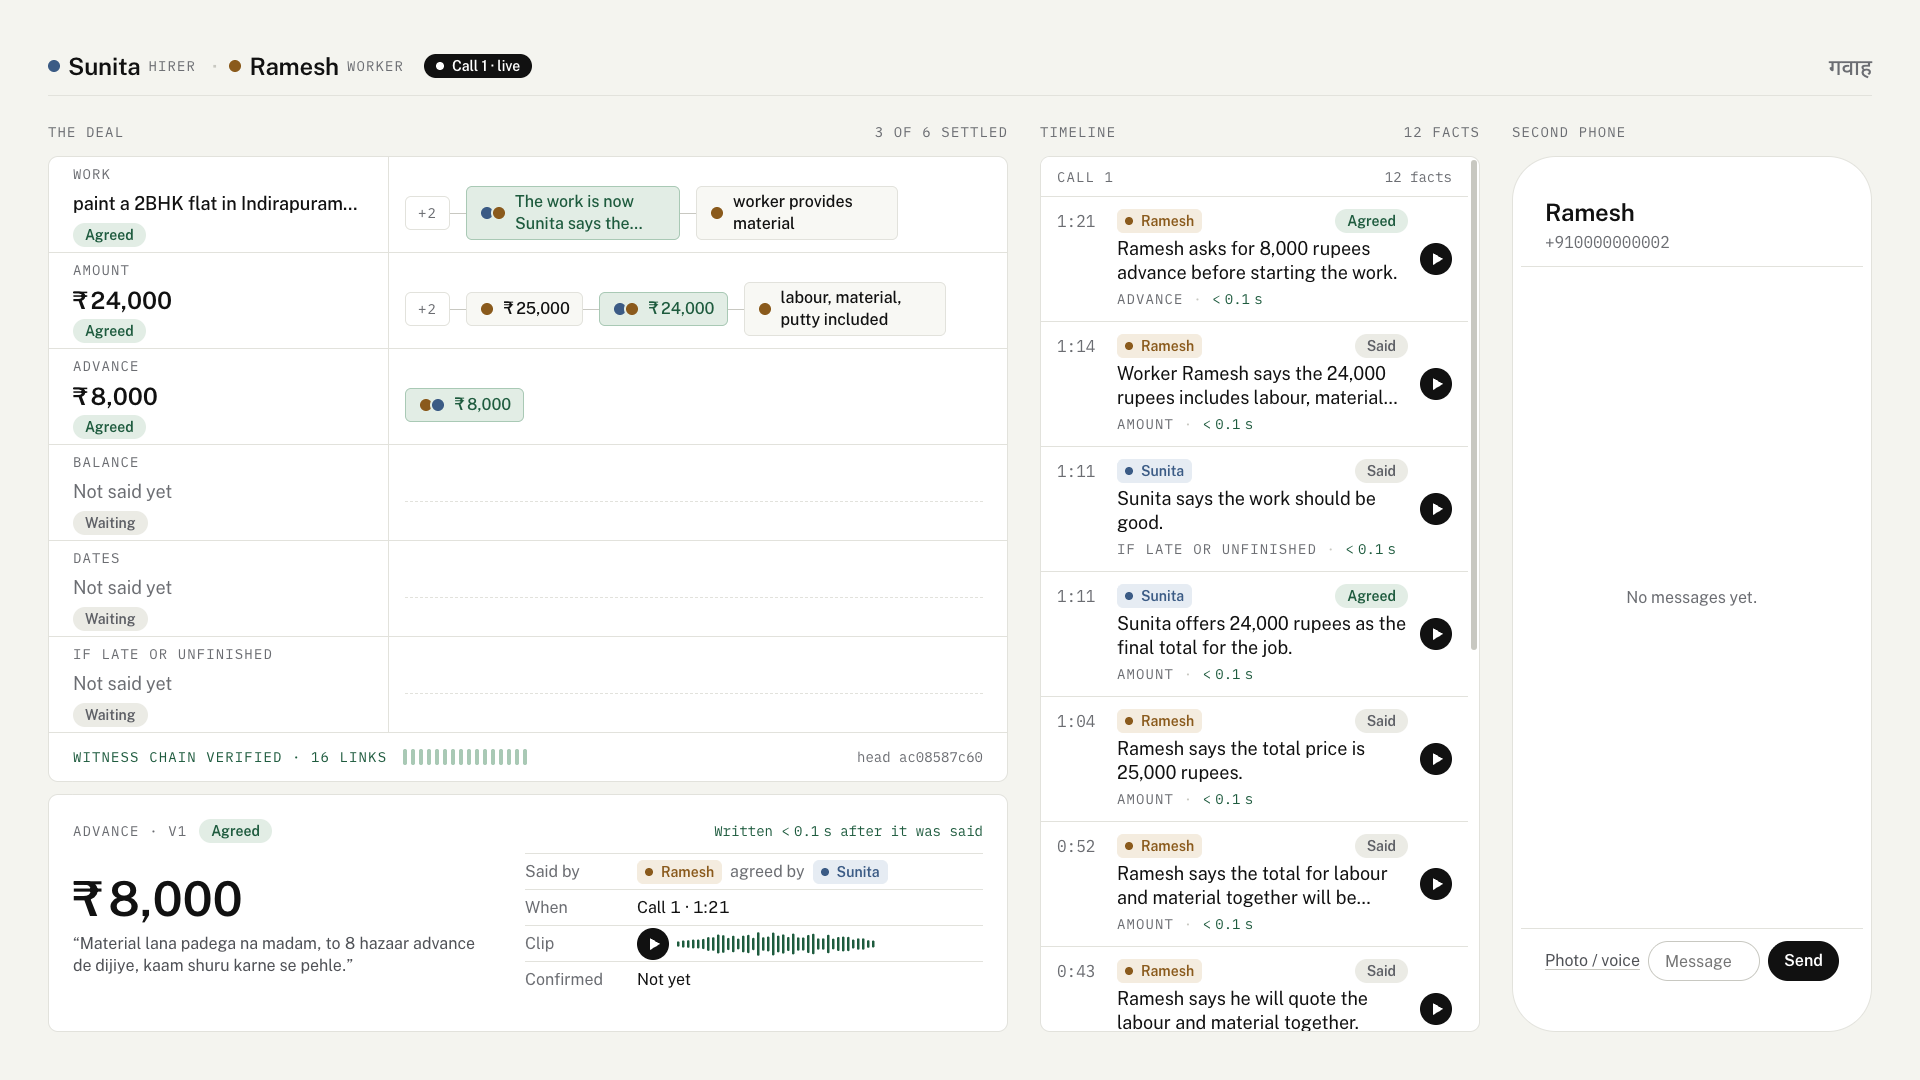 Sunita HIRER · Ramesh WORKER Call 1 · live
गवाह
THE DEAL 3 OF 6 SETTLED
WORK
paint a 2BHK flat in Indirapuram...
Agreed
+2
The work is now
Sunita says the...
worker provides
material
AMOUNT
₹24,000
Agreed
+2
₹25,000
₹24,000
labour, material,
putty included
ADVANCE
₹8,000
Agreed
₹8,000
BALANCE
Not said yet
Waiting
DATES
Not said yet
Waiting
IF LATE OR UNFINISHED
Not said yet
Waiting
WITNESS CHAIN VERIFIED · 16 LINKS head ac08587c60
ADVANCE · V1 Agreed
Written <0.1 s after it was said
₹8,000
“Material lana padega na madam, to 8 hazaar advance
de dijiye, kaam shuru karne se pehle.”
Said by Ramesh agreed by Sunita
When Call 1 · 1:21
Clip
Confirmed Not yet
TIMELINE 12 FACTS
CALL 1 12 facts
1:21 Ramesh Agreed
Ramesh asks for 8,000 rupees
advance before starting the work.
ADVANCE · <0.1 s
1:14 Ramesh Said
Worker Ramesh says the 24,000
rupees includes labour, material...
AMOUNT · <0.1 s
1:11 Sunita Said
Sunita says the work should be
good.
IF LATE OR UNFINISHED · <0.1 s
1:11 Sunita Agreed
Sunita offers 24,000 rupees as the
final total for the job.
AMOUNT · <0.1 s
1:04 Ramesh Said
Ramesh says the total price is
25,000 rupees.
AMOUNT · <0.1 s
0:52 Ramesh Said
Ramesh says the total for labour
and material together will be...
AMOUNT · <0.1 s
0:43 Ramesh Said
Ramesh says he will quote the
labour and material together.
SECOND PHONE
Ramesh
+910000000002
No messages yet.
Photo / voice Message Send